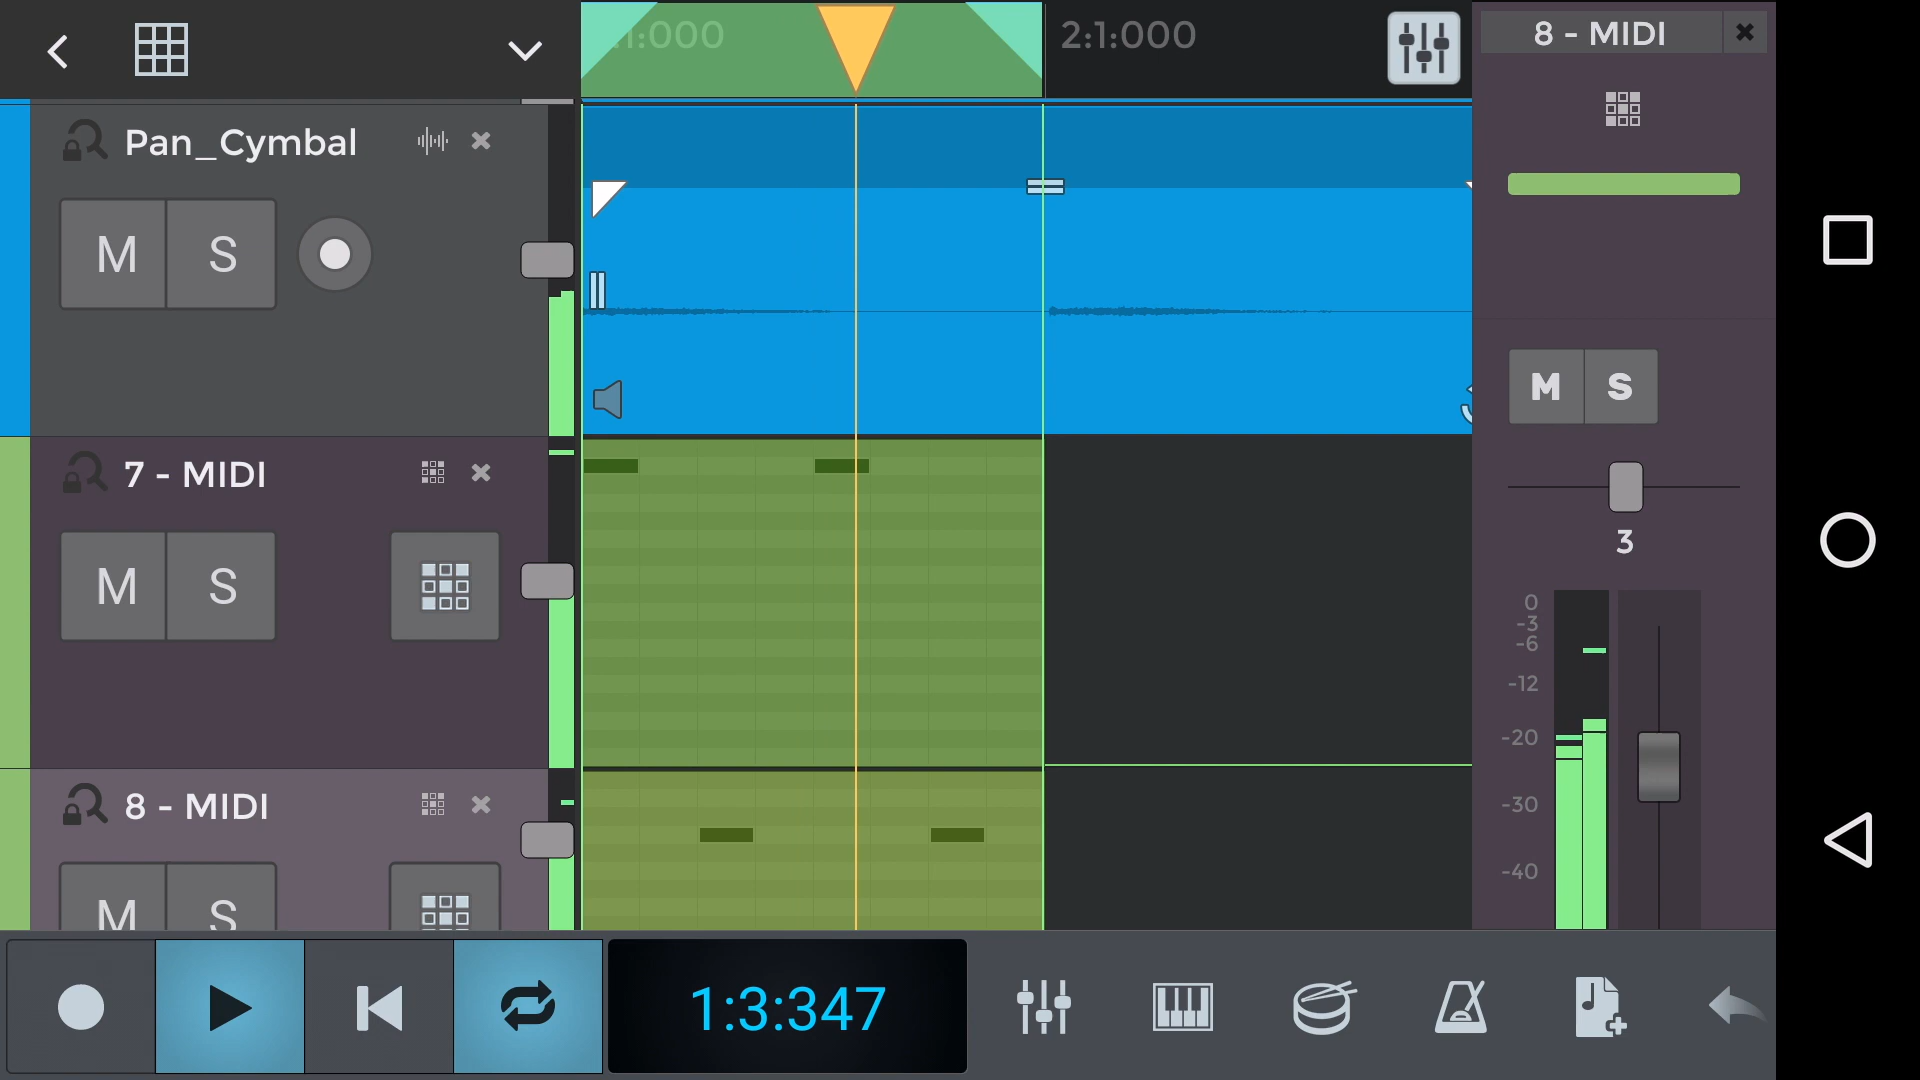 1:000
2:1:000
8 - MIDI
Pan_Cymbal
M S
M S
3
7 - MIDI
M S
0
-3
-6
-12
-20
-30
-40
8 - MIDI
M S
1:3:347